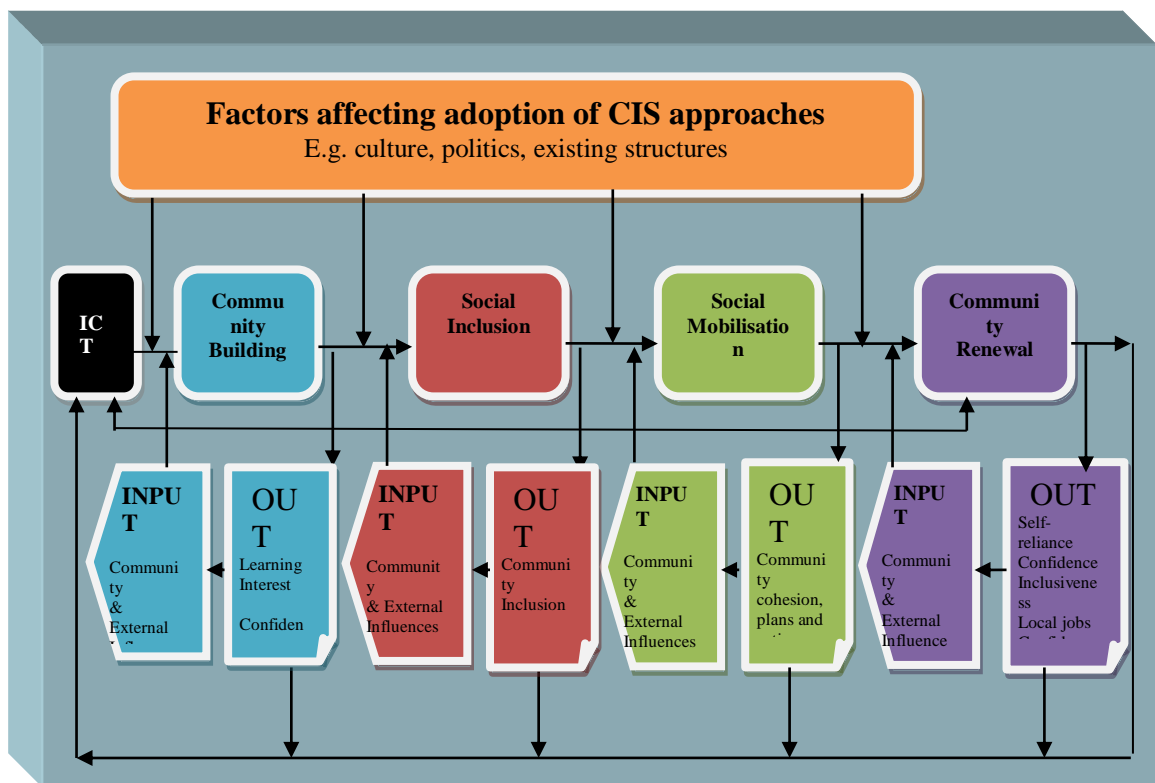 Factors affecting adoption of CIS approaches
E.g. culture, politics, existing structures
IC
T
Commu
nity
Building
Social
Inclusion
Social
Mobilisatio
n
Communi
ty
Renewal
INPU
T
Communi
ty
&
External
OU
T
Learning
Interest
Confiden
INPU
T
Communit
y
& External
Influences
OU
T
Communi
ty
Inclusion
INPU
T
Communi
ty
&
External
Influences
OU
T
Community
cohesion,
plans and
INPU
T
Communi
ty
&
External
Influence
OUT
Self-
reliance
Confidence
Inclusivene
ss
Local jobs